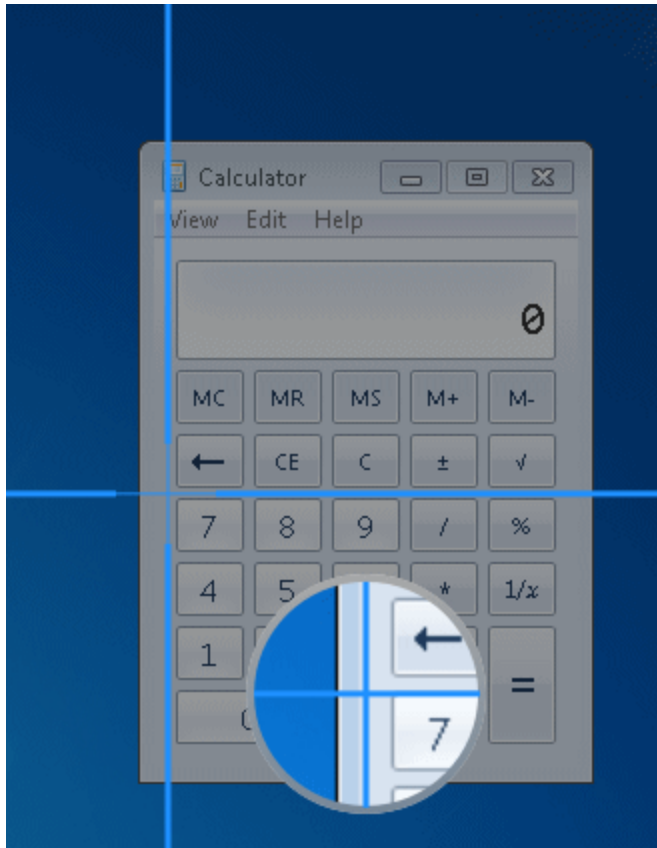 Calculator
View Edit Help
0
MC MR MS M+ M-
← CE C ± √
7 8 9 / %
4 5 * 1/x
1 =
←
7